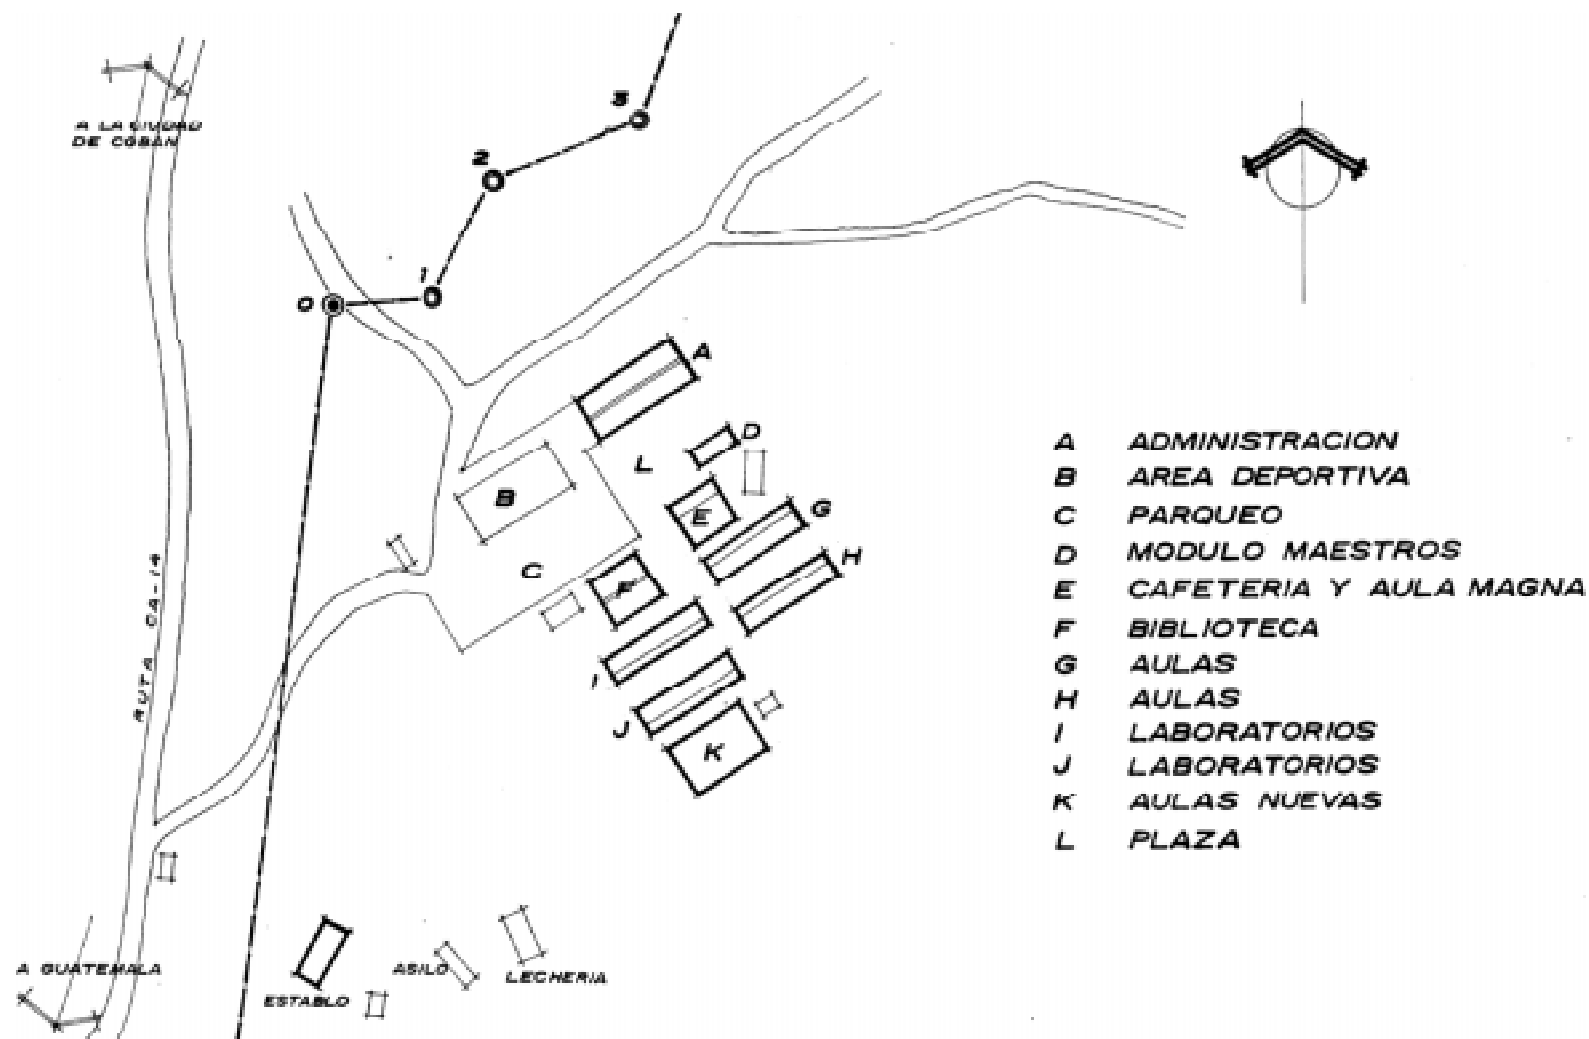 3
A LA CIUDAD
DE COBAN
2
1
0
A
D
L
B
E
G
H
C
F
I
J
K
RUTA CA-14
A GUATEMALA
ESTABLO
ASILO
LECHERIA
A ADMINISTRACION
B AREA DEPORTIVA
C PARQUEO
D MODULO MAESTROS
E CAFETERIA Y AULA MAGNA
F BIBLIOTECA
G AULAS
H AULAS
I LABORATORIOS
J LABORATORIOS
K AULAS NUEVAS
L PLAZA